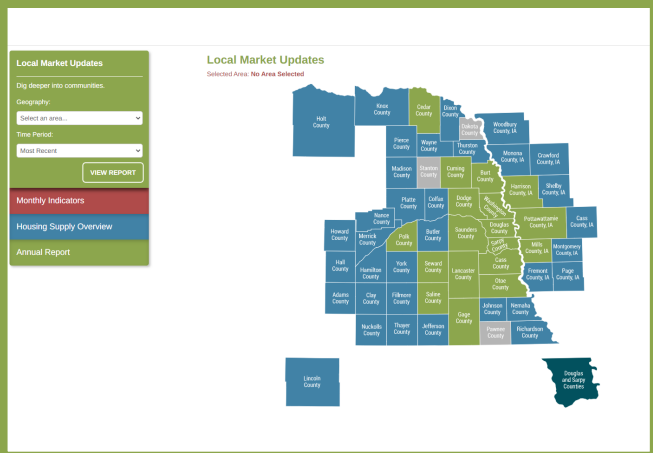 Local Market Updates
Dig deeper into communities.
Geography:
Select an area...
Time Period:
Most Recent
VIEW REPORT
Monthly Indicators
Housing Supply Overview
Annual Report
Local Market Updates
Selected Area: No Area Selected
Holt County
Knox County
Cedar County
Dixon County
Dakota County
Woodbury County, IA
Pierce County
Wayne County
Thurston County
Monona County, IA
Crawford County, IA
Madison County
Stanton County
Cuming County
Burt County
Harrison County, IA
Shelby County, IA
Platte County
Colfax County
Dodge County
Washington County
Nance County
Howard County
Merrick County
Polk County
Butler County
Saunders County
Douglas County
Sarpy County
Pottawattamie County, IA
Cass County, IA
Mills County, IA
Montgomery County, IA
Hall County
Hamilton County
York County
Seward County
Lancaster County
Cass County
Otoe County
Fremont County, IA
Page County, IA
Adams County
Clay County
Fillmore County
Saline County
Gage County
Johnson County
Nemaha County
Nuckolls County
Thayer County
Jefferson County
Pawnee County
Richardson County
Lincoln County
Douglas and Sarpy Counties